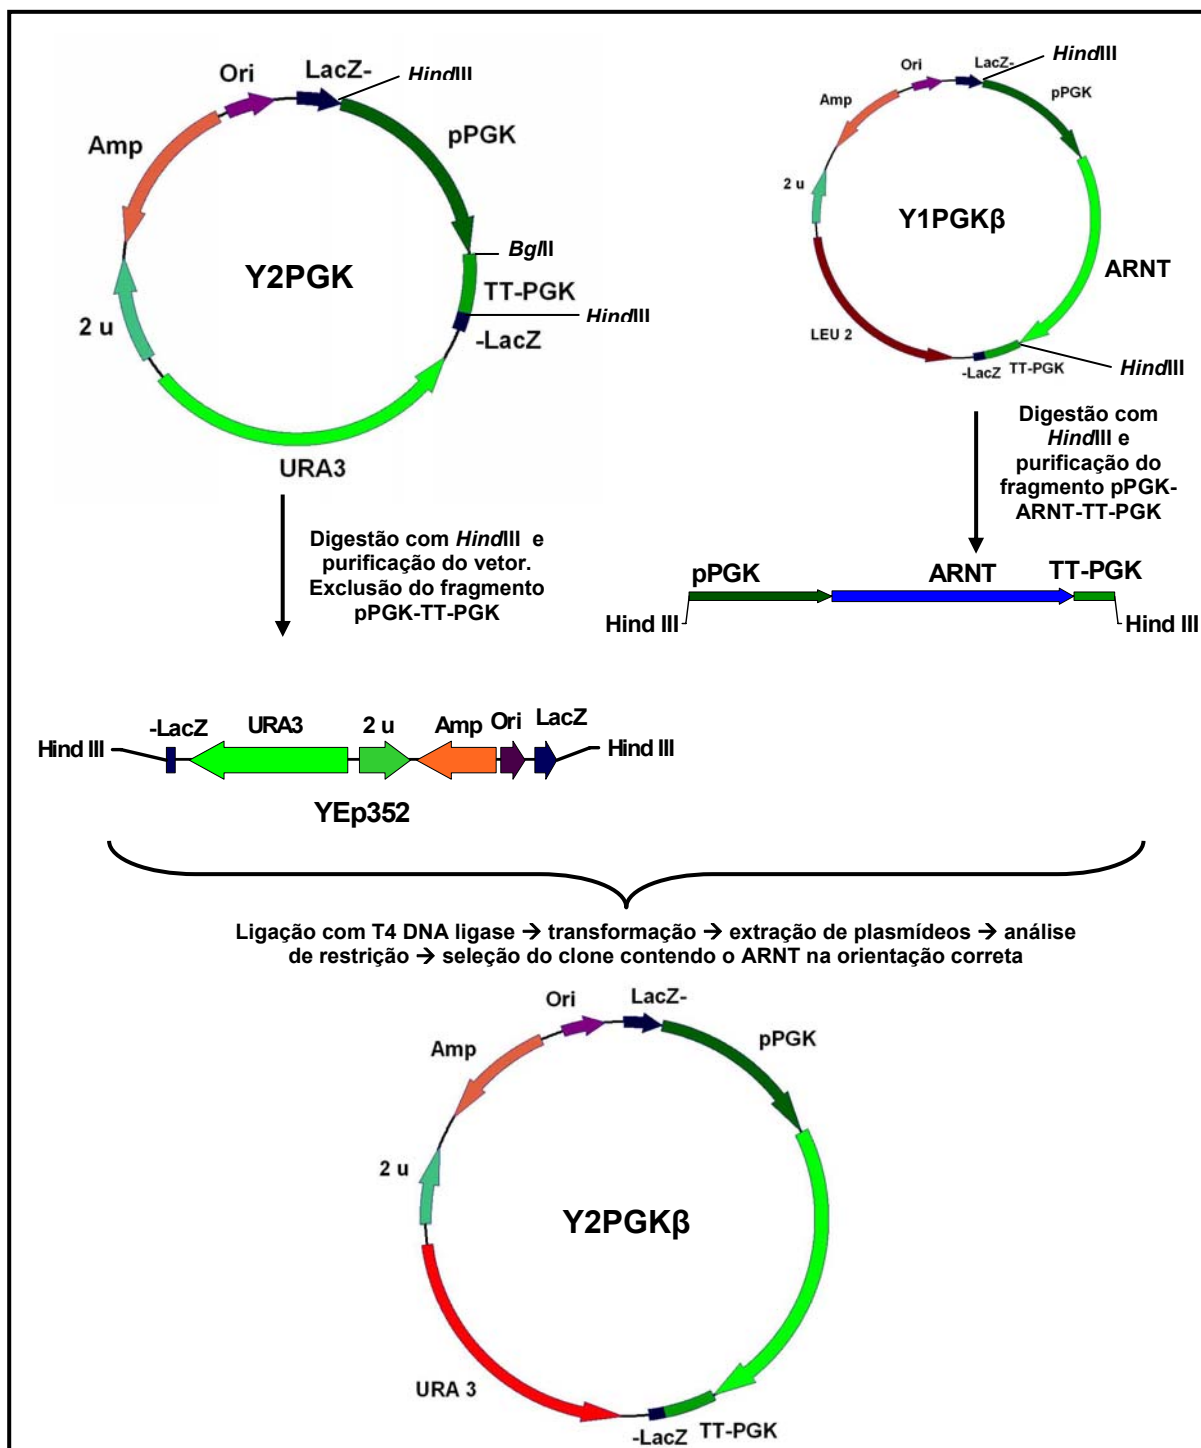 Ori
LacZ-
HindIII
Amp
pPGK
Y2PGK
BglII
TT-PGK
HindIII
-LacZ
2 u
URA3
HindIII
LacZ-
Ori
pPGK
Amp
2 u
Y1PGKβ
ARNT
LEU 2
-LacZ
TT-PGK
HindIII
Digestão com HindIII e
purificação do vetor.
Exclusão do fragmento
pPGK-TT-PGK
Digestão com
HindIII e
purificação do
fragmento pPGK-
ARNT-TT-PGK
pPGK
ARNT
TT-PGK
Hind III
Hind III
-LacZ
URA3
2 u
Amp
Ori
LacZ
Hind III
Hind III
YEp352
Ligação com T4 DNA ligase → transformação → extração de plasmídeos → análise
de restrição → seleção do clone contendo o ARNT na orientação correta
Ori
LacZ-
Amp
pPGK
2 u
Y2PGKβ
URA 3
-LacZ
TT-PGK